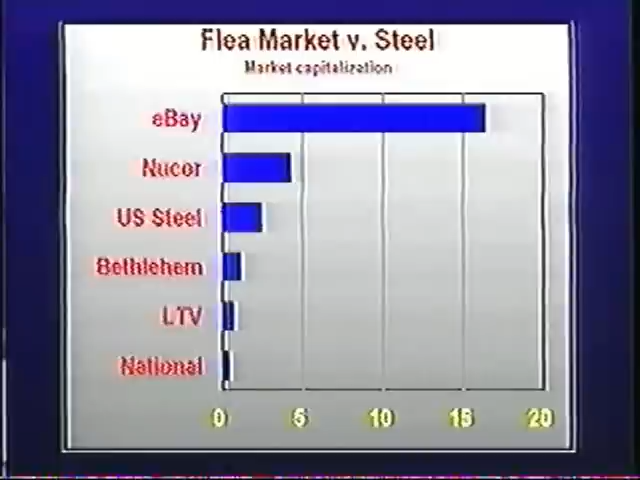 Flea Market v. Steel
Market capitalization
eBay
Nucor
US Steel
Bethlehem
LTV
National
0 5 10 15 20